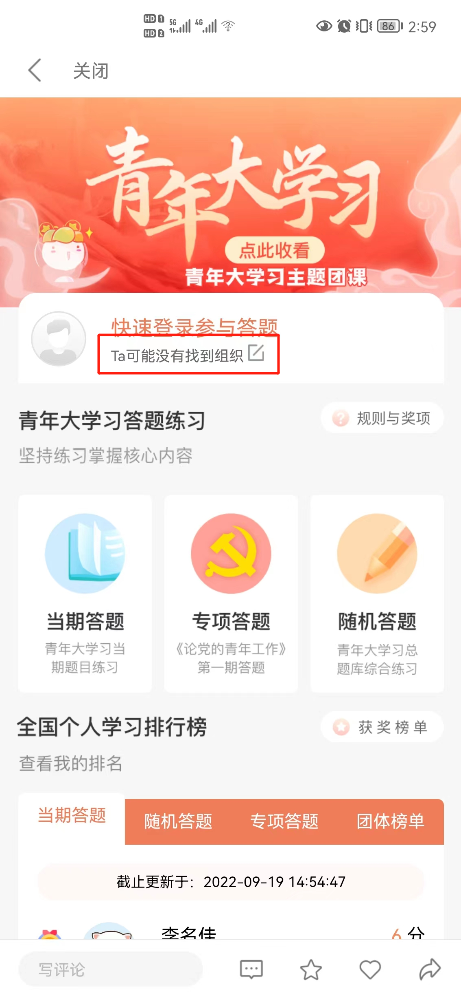 HD 1 5G 4G 86 2:59
HD 2
关闭
青年大学习
点此收看
青年大学习主题团课
快速登录参与答题
Ta可能没有找到组织
青年大学习答题练习
规则与奖项
坚持练习掌握核心内容
当期答题 专项答题 随机答题
青年大学习当 《论党的青年工作》 青年大学习总
期题目练习 第一期答题 题库综合练习
全国个人学习排行榜
获奖榜单
查看我的排名
当期答题 随机答题 专项答题 团体榜单
截止更新于：2022-09-19 14:54:47
李名佳 6 分
写评论